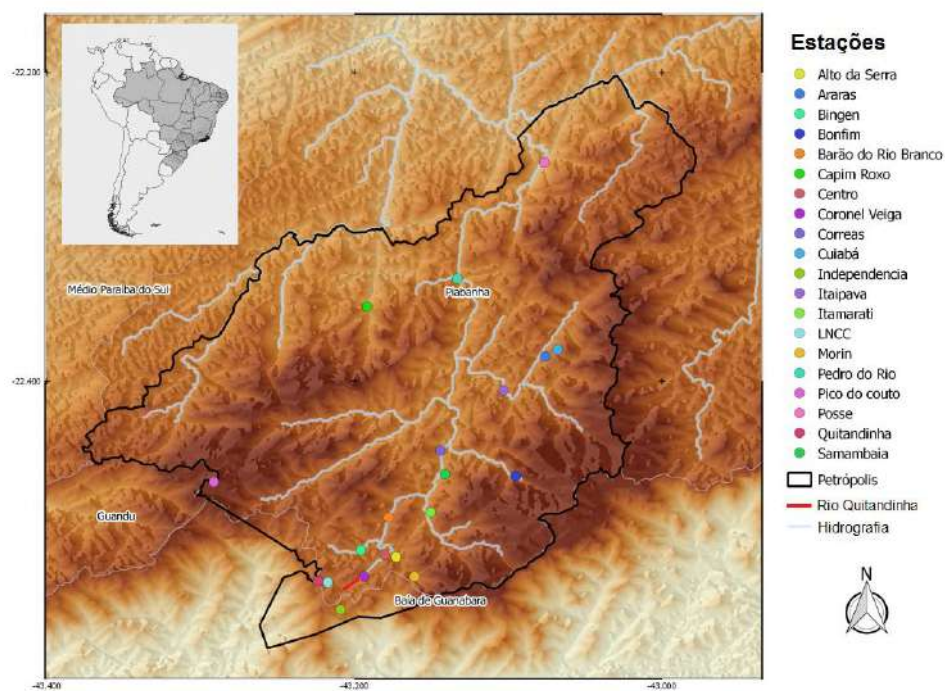 -22.200
-22.400
-43.400
-43.200
-43.000
Médio Paraíba do Sul
Piabanha
Guandu
Baía de Guanabara
Estações
Alto da Serra
Araras
Bingen
Bonfim
Barão do Rio Branco
Capim Roxo
Centro
Coronel Veiga
Correas
Cuiabá
Independencia
Itaipava
Itamarati
LNCC
Morin
Pedro do Rio
Pico do couto
Posse
Quitandinha
Samambaia
Petrópolis
Rio Quitandinha
Hidrografia
N